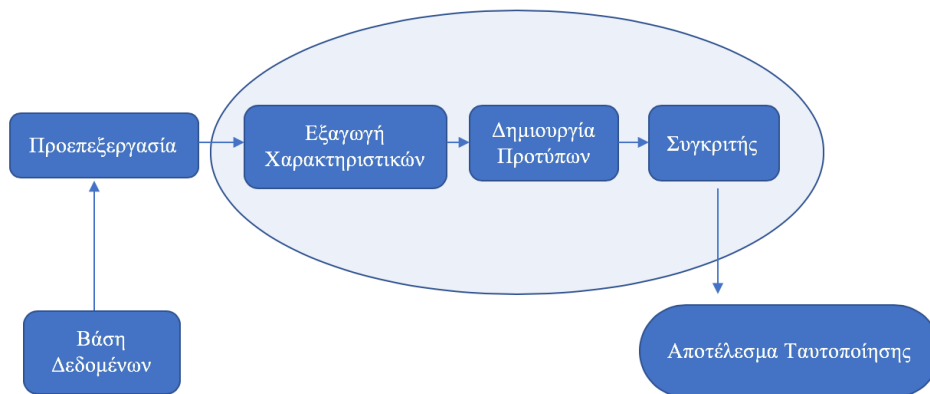 Προεπεξεργασία
Εξαγωγή
Χαρακτηριστικών
Δημιουργία
Προτύπων
Συγκριτής
Βάση
Δεδομένων
Αποτέλεσμα Ταυτοποίησης